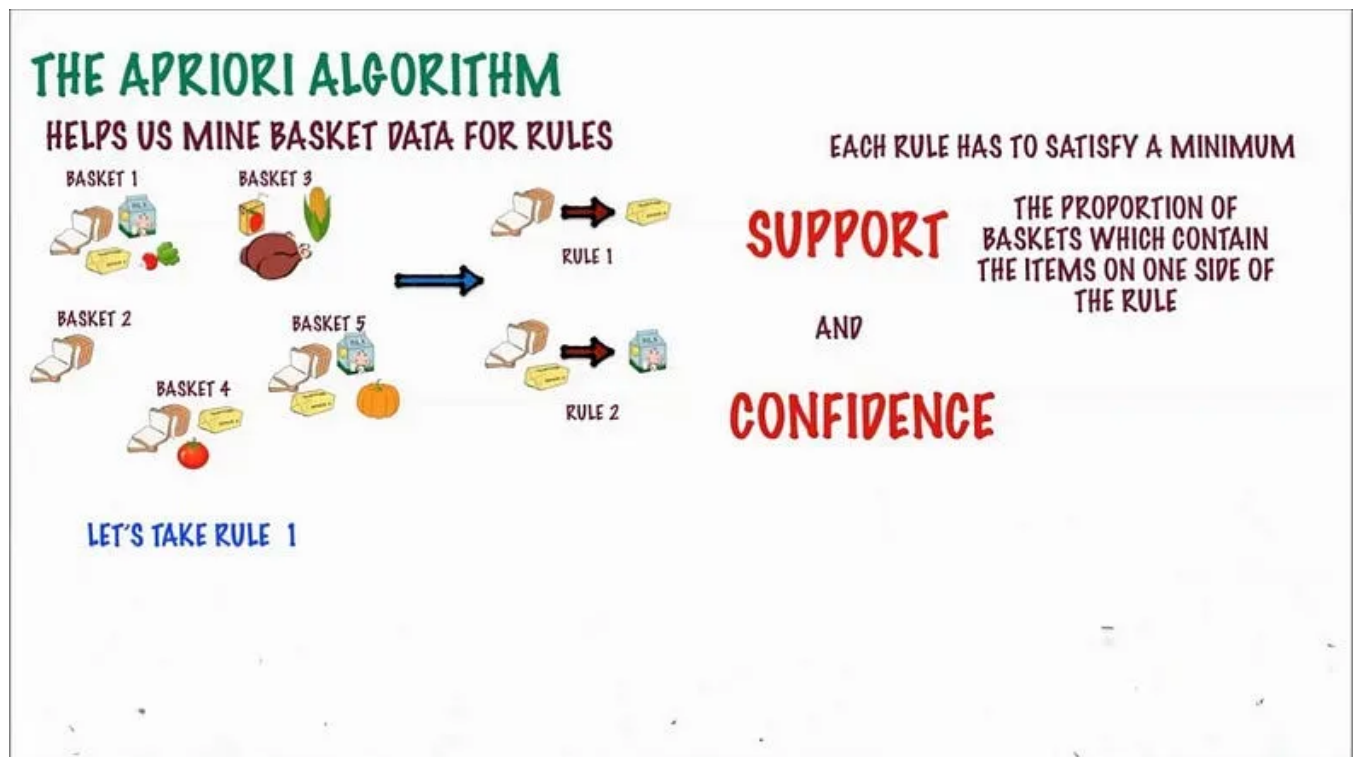 THE APRIORI ALGORITHM
HELPS US MINE BASKET DATA FOR RULES
BASKET 1
BASKET 3
BASKET 2
BASKET 5
BASKET 4
RULE 1
RULE 2
EACH RULE HAS TO SATISFY A MINIMUM
SUPPORT
THE PROPORTION OF
BASKETS WHICH CONTAIN
THE ITEMS ON ONE SIDE OF
THE RULE
AND
CONFIDENCE
LET'S TAKE RULE 1